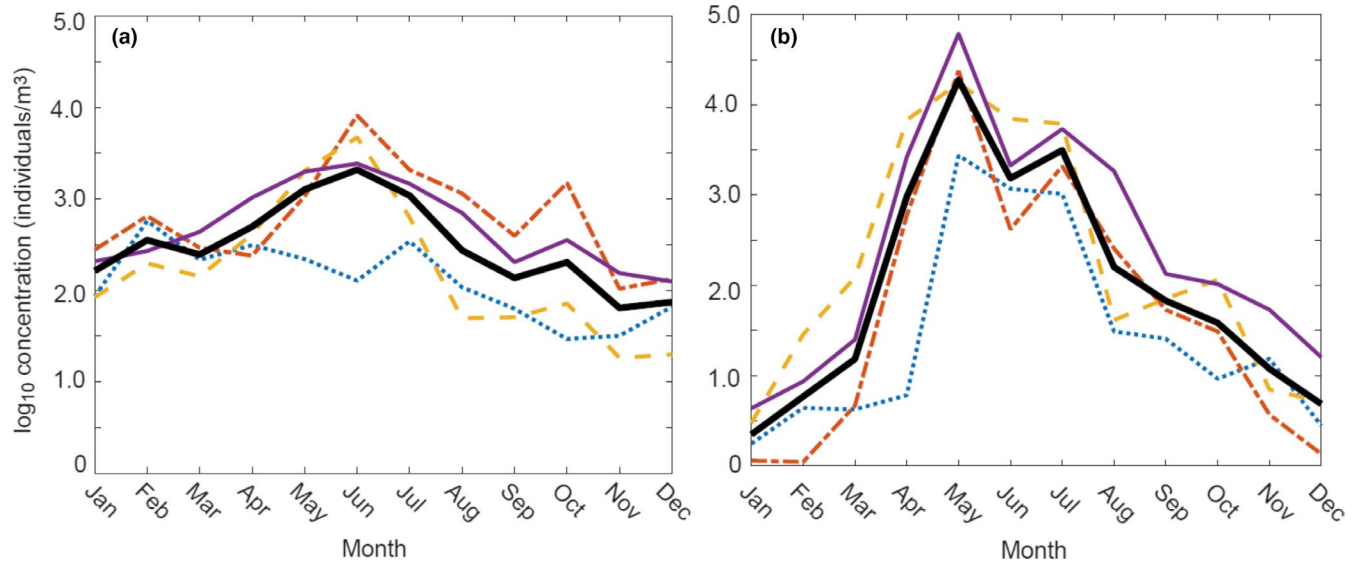 (a)
log10 concentration (individuals/m3)
5.0
4.0
3.0
2.0
1.0
0
Jan Feb Mar Apr May Jun Jul Aug Sep Oct Nov Dec
Month
(b)
5.0
4.0
3.0
2.0
1.0
0
Jan Feb Mar Apr May Jun Jul Aug Sep Oct Nov Dec
Month